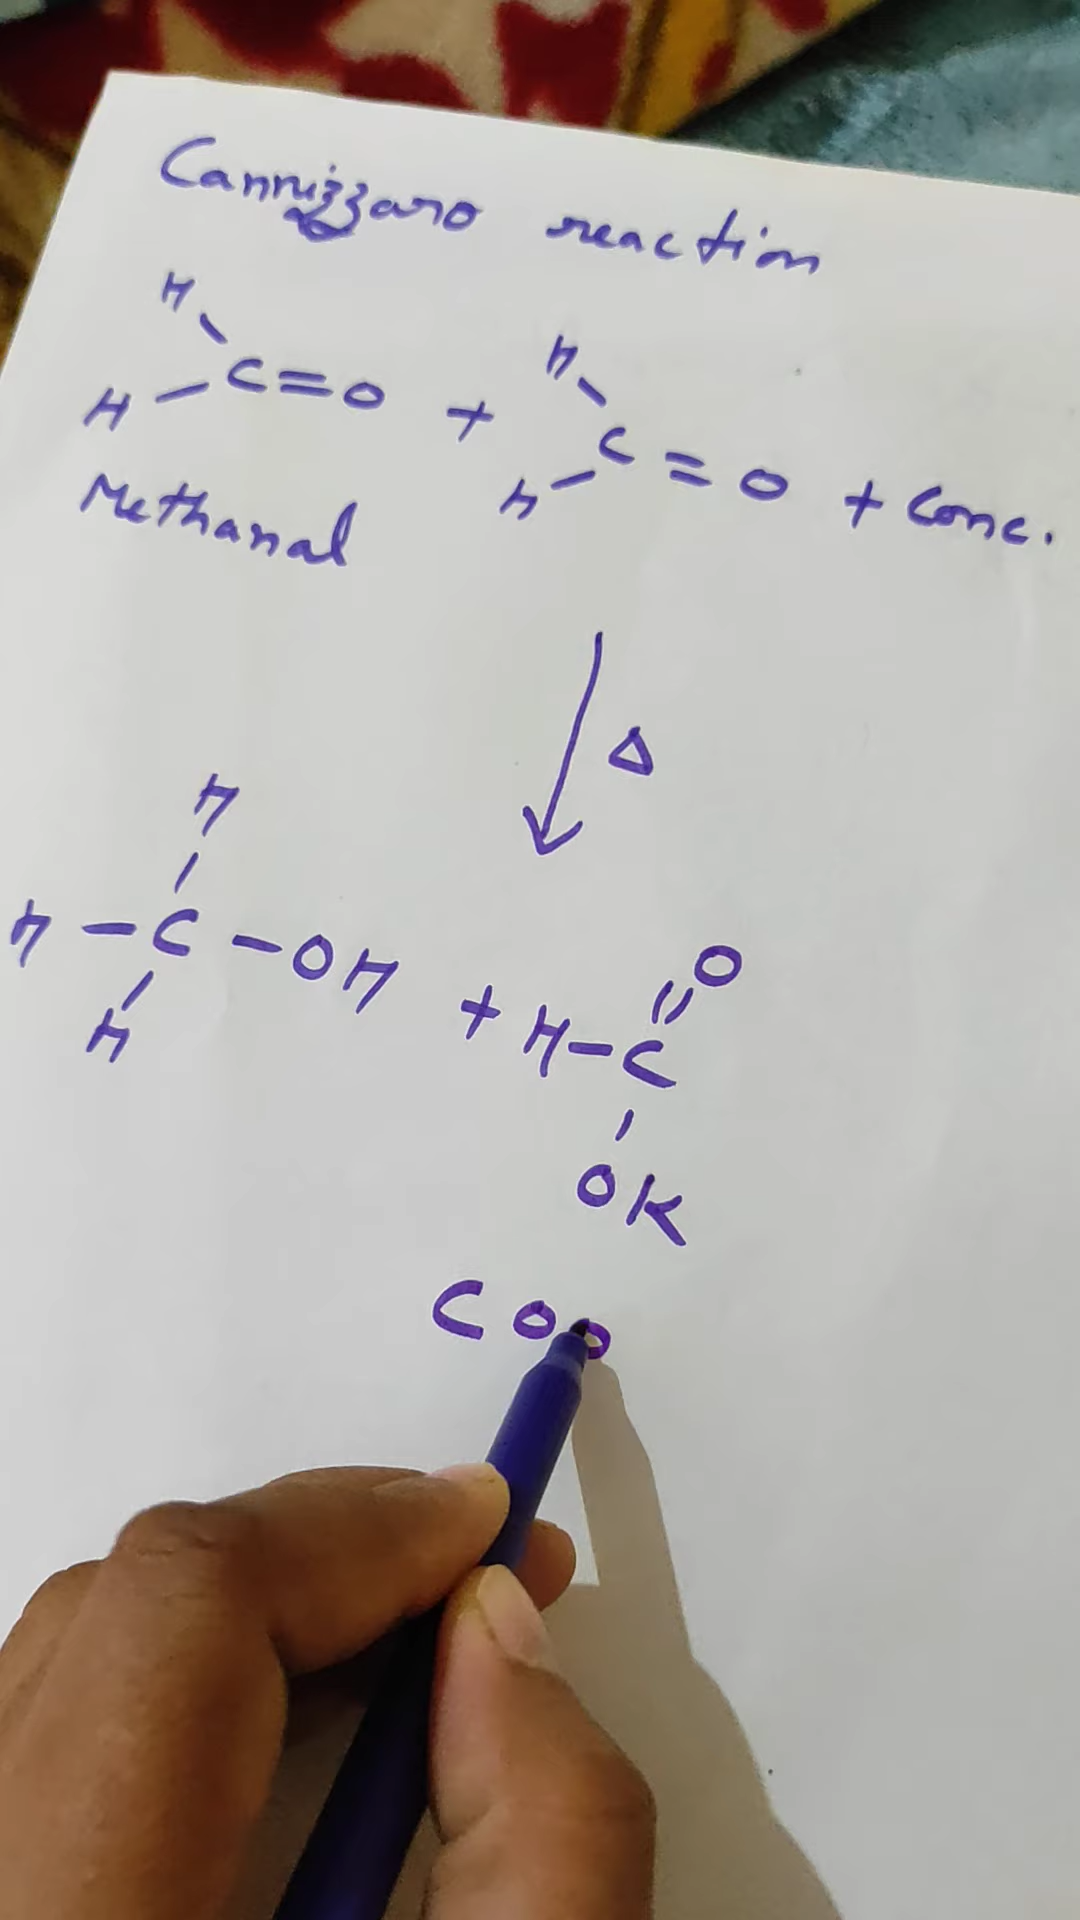 Cannizzaro reaction
H H
C=O + C=O + Conc.
H H
Methanal
Δ
H
H-C-OH + H-C=O
H OK
COO